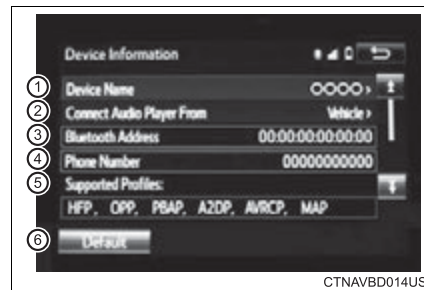 Device Information
1 Device Name OOOO >
2 Connect Audio Player From Vehicle >
3 Bluetooth Address 00:00:00:00:00:00
4 Phone Number 00000000000
5 Supported Profiles:
HFP, OPP, PBAP, A2DP, AVRCP, MAP
6 Default
CTNAVBD014US